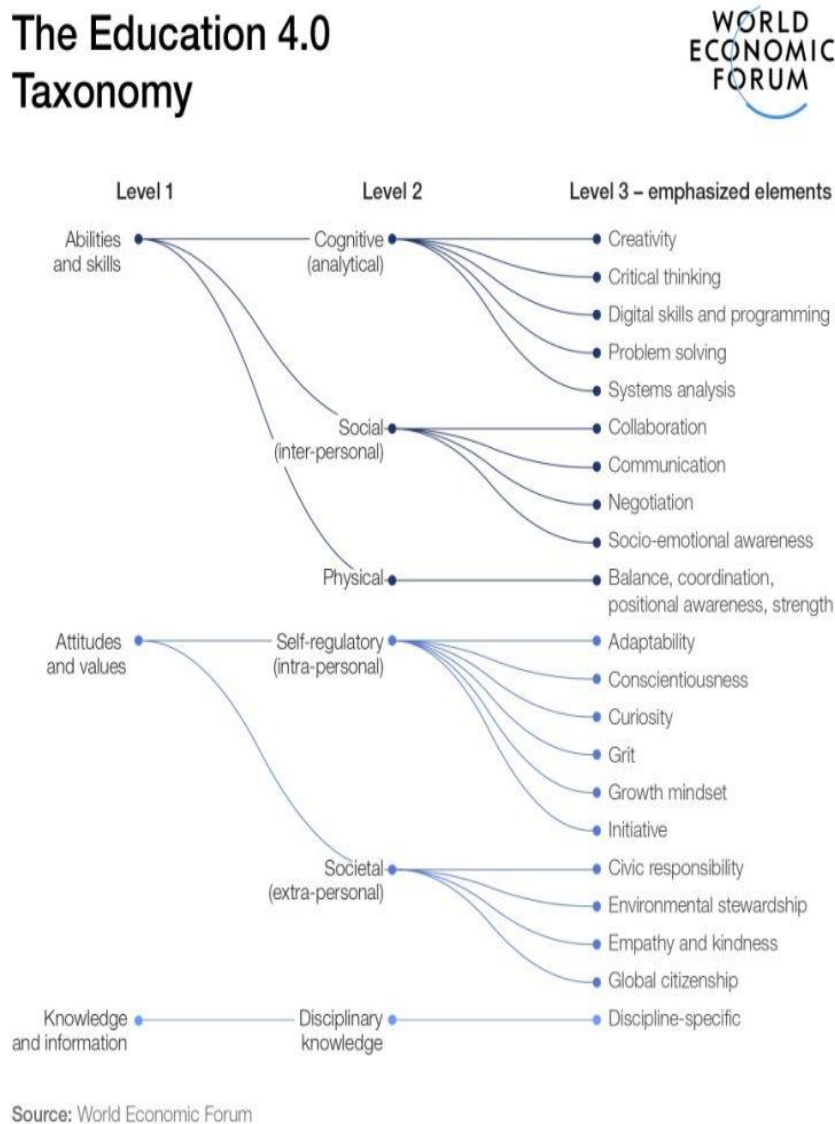 The Education 4.0
Taxonomy
WORLD
ECONOMIC
FORUM
Level 1
Level 2
Level 3 – emphasized elements
Abilities
and skills
Cognitive
(analytical)
Creativity
Critical thinking
Digital skills and programming
Problem solving
Systems analysis
Social
(inter-personal)
Collaboration
Communication
Negotiation
Socio-emotional awareness
Physical
Balance, coordination,
positional awareness, strength
Attitudes
and values
Self-regulatory
(intra-personal)
Adaptability
Conscientiousness
Curiosity
Grit
Growth mindset
Initiative
Societal
(extra-personal)
Civic responsibility
Environmental stewardship
Empathy and kindness
Global citizenship
Knowledge
and information
Disciplinary
knowledge
Discipline-specific
Source: World Economic Forum